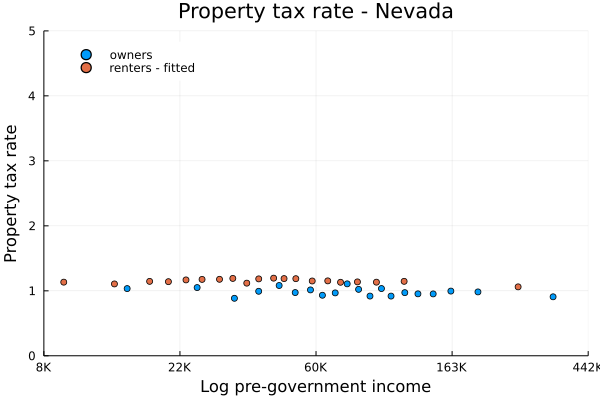 Property tax rate - Nevada
owners
renters - fitted
Property tax rate
5
4
3
2
1
0
8K 22K 60K 163K 442K
Log pre-government income